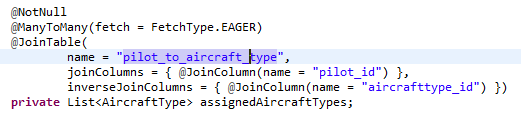 @NotNull
@ManyToMany(fetch = FetchType.EAGER)
@JoinTable(
name = "pilot_to_aircraft_type",
joinColumns = { @JoinColumn(name = "pilot_id") },
inverseJoinColumns = { @JoinColumn(name = "aircrafttype_id") })
private List<AircraftType> assignedAircraftTypes;